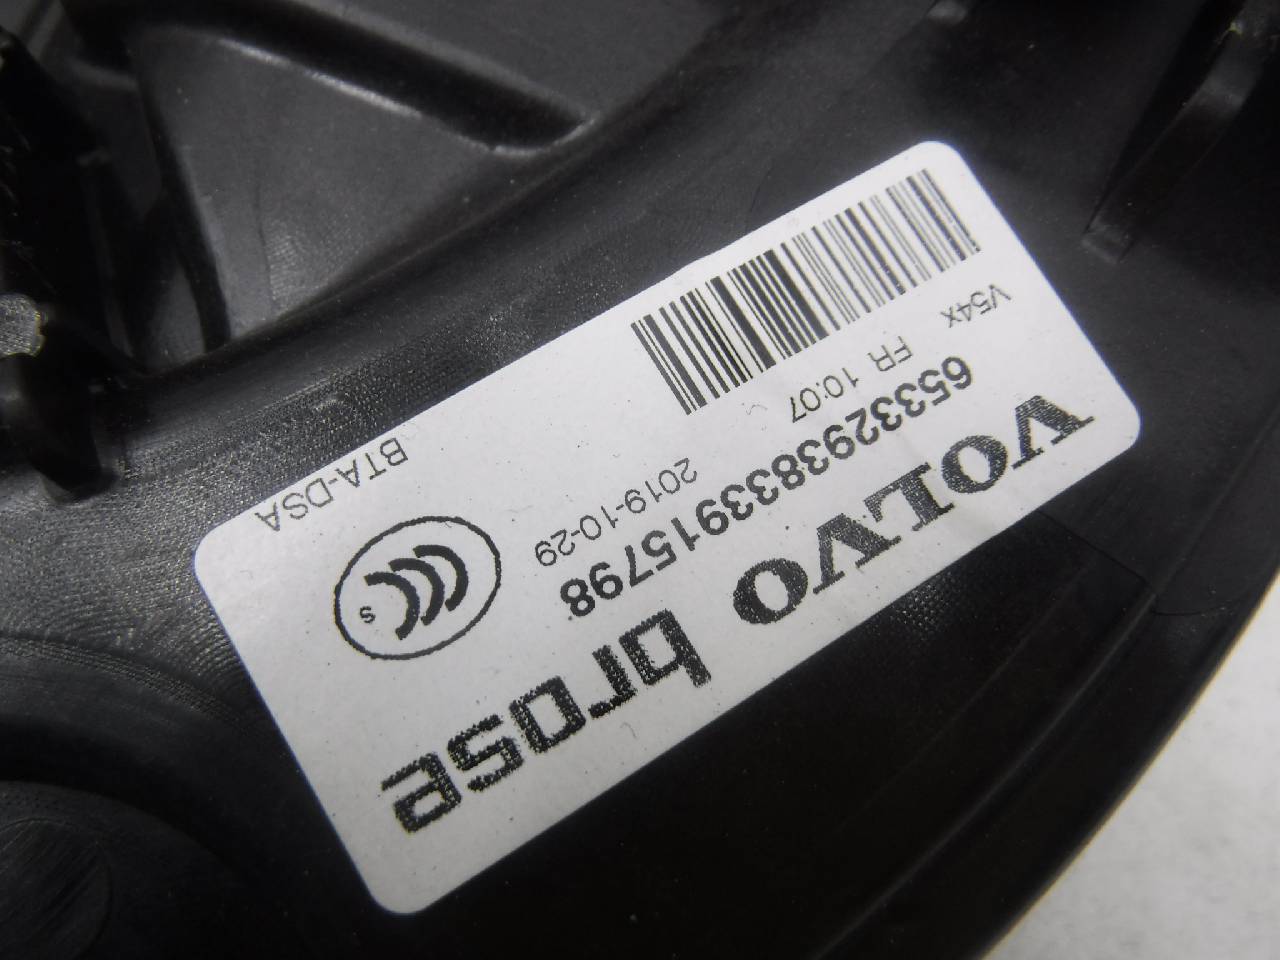 VOLVO brose
6533293833915798
V54x FR 10:07 2019-10-29
S
BTA-DSA